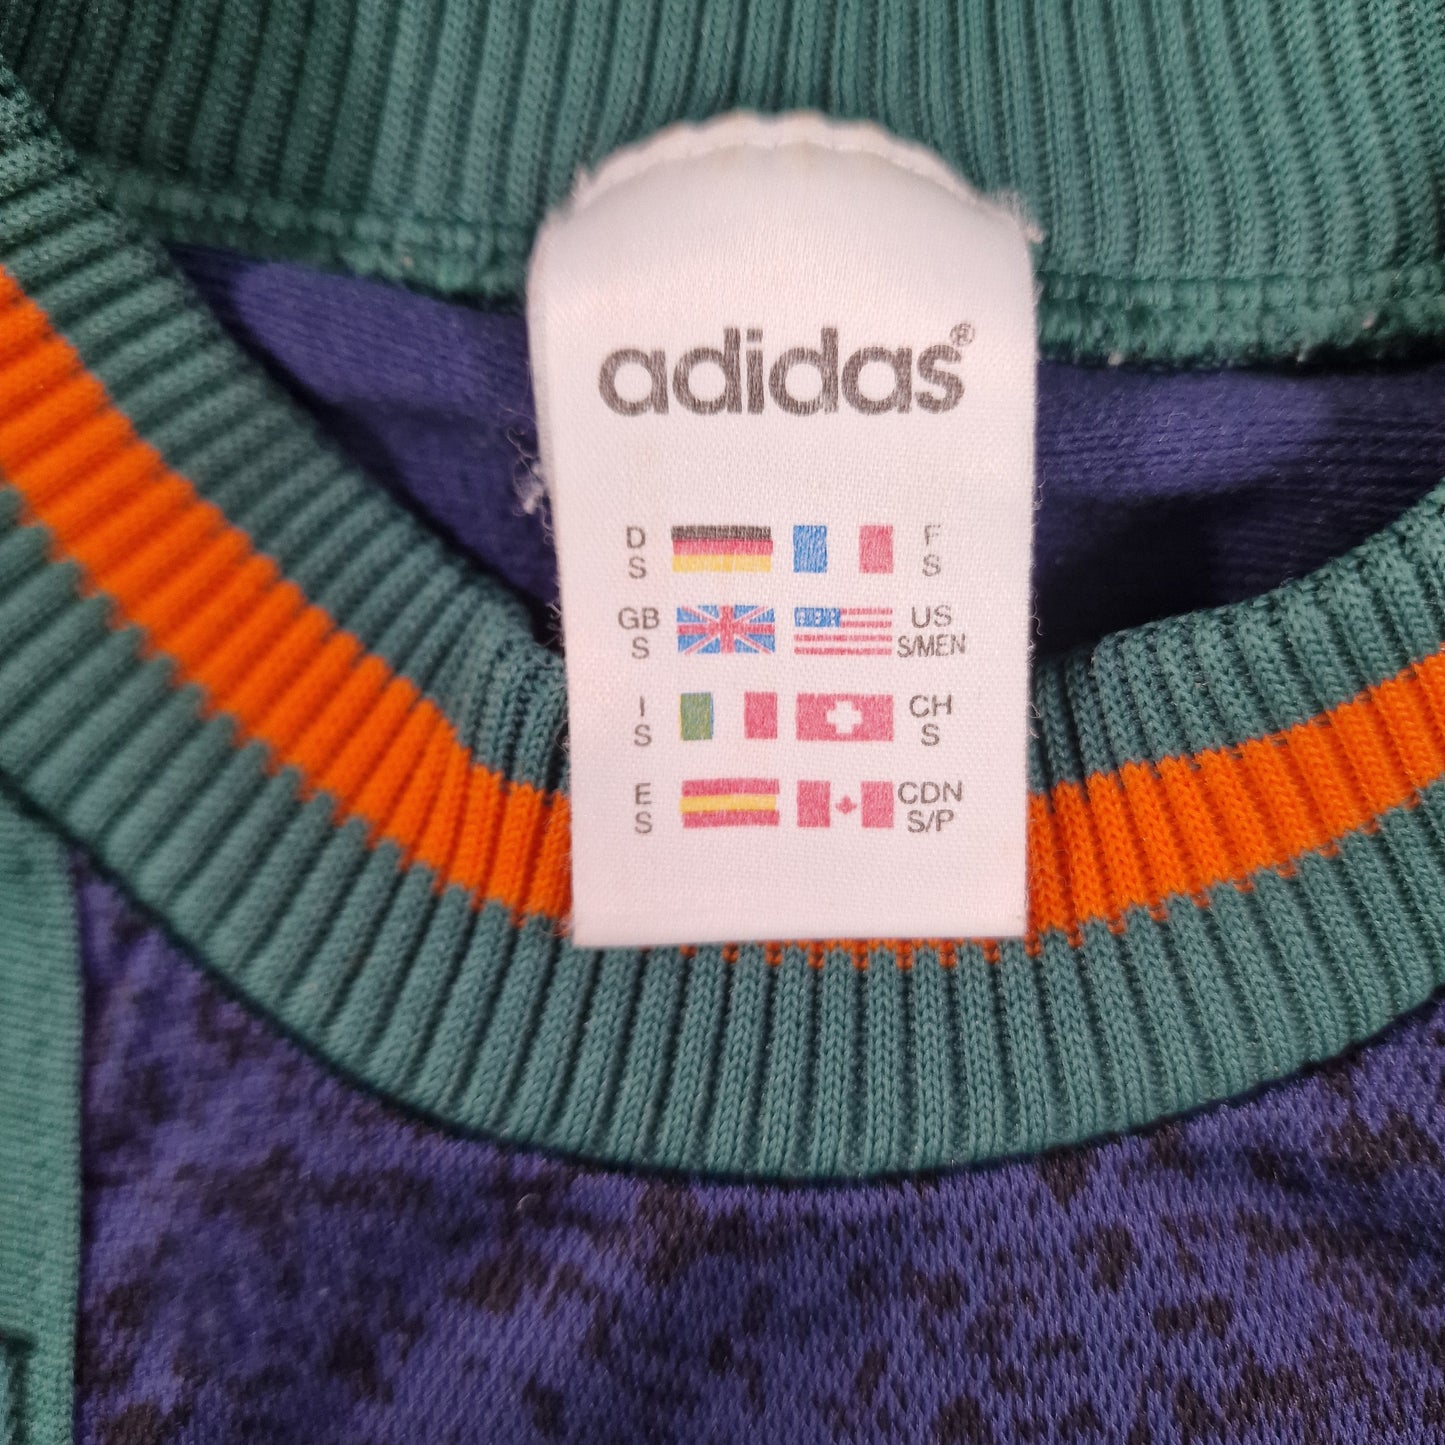 adidas®
D F
S S
GB US
S S/MEN
I CH
S S
E CDN
S S/P